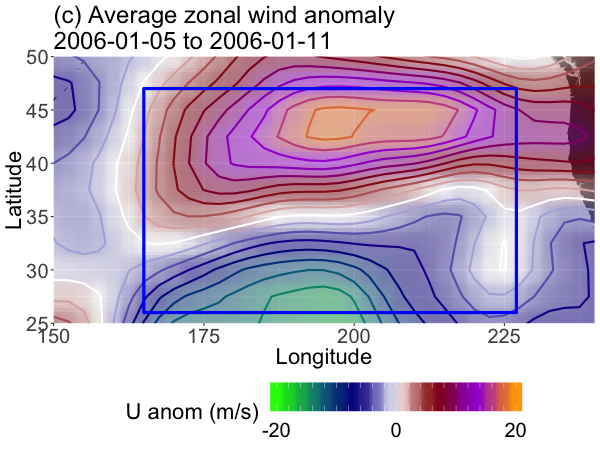 (c) Average zonal wind anomaly
2006-01-05 to 2006-01-11
50
45
40
35
30
25
Latitude
150 175 200 225
Longitude
U anom (m/s)
-20 0 20